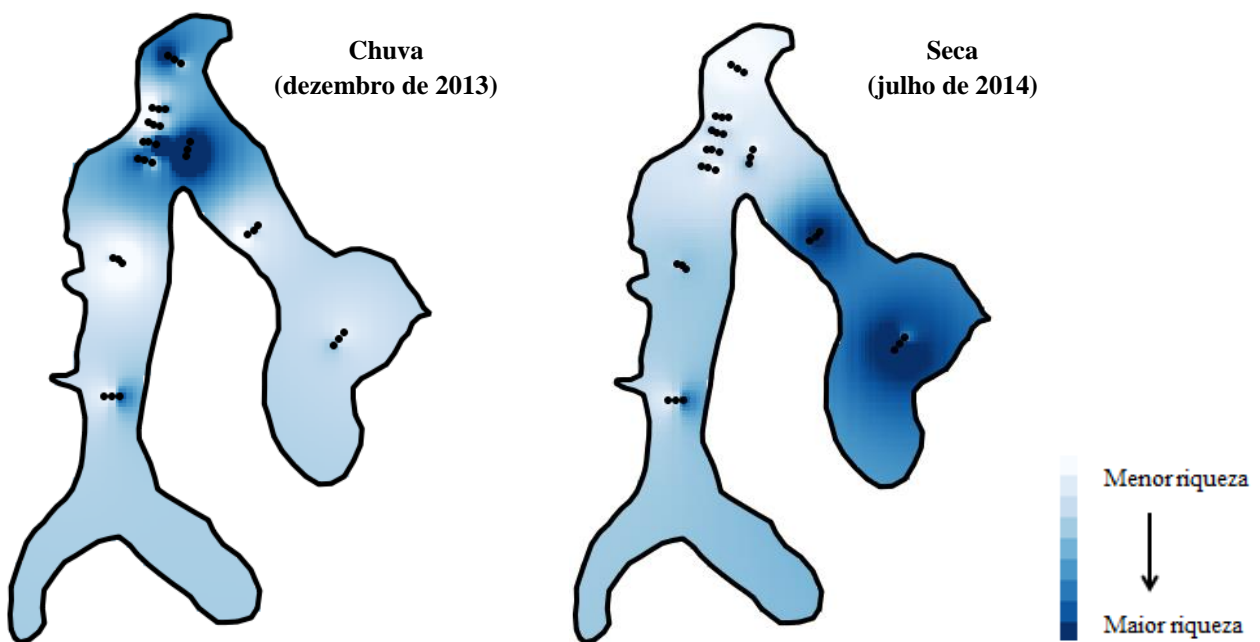 Chuva
(dezembro de 2013)
Seca
(julho de 2014)
Menor riqueza
Maior riqueza